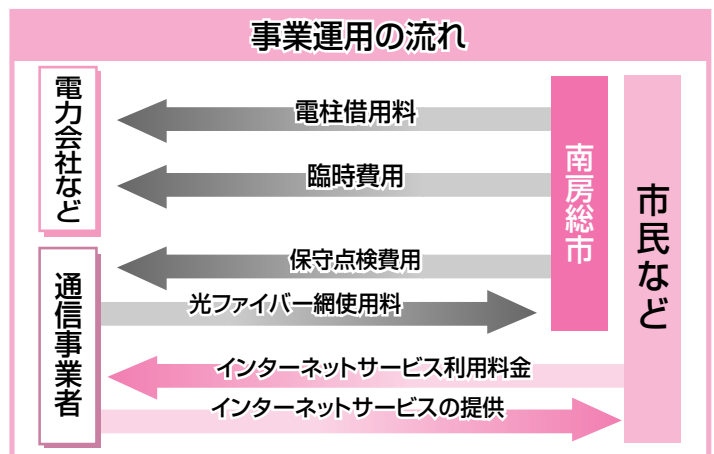 事業運用の流れ
電力会社など
電柱借用料
臨時費用
南房総市
市民など
通信事業者
保守点検費用
光ファイバー網使用料
インターネットサービス利用料金
インターネットサービスの提供